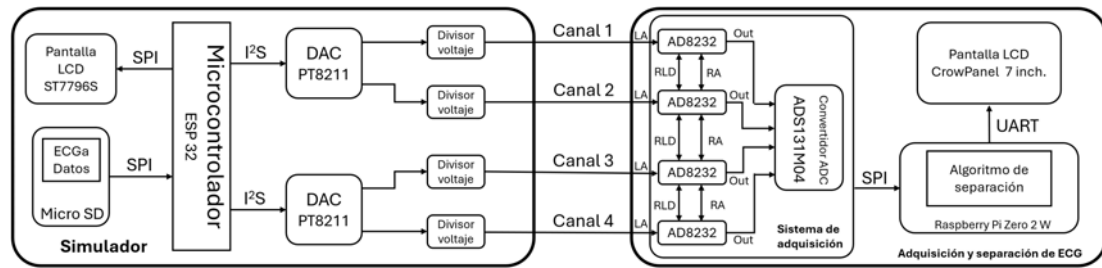 Pantalla
LCD
ST7796S
SPI
ECGa
Datos
Micro SD
SPI
Simulador
Microcontrolador
ESP 32
I²S
I²S
DAC
PT8211
DAC
PT8211
Divisor
voltaje
Divisor
voltaje
Divisor
voltaje
Divisor
voltaje
Canal 1
Canal 2
Canal 3
Canal 4
LA
LA
LA
LA
AD8232
Out
RLD
RA
AD8232
Out
RLD
RA
AD8232
Out
RLD
RA
AD8232
Out
Convertidor ADC
ADS131M04
Sistema de
adquisición
SPI
Pantalla LCD
CrowPanel 7 inch.
UART
Algoritmo de
separación
Raspberry Pi Zero 2 W
Adquisición y separación de ECG